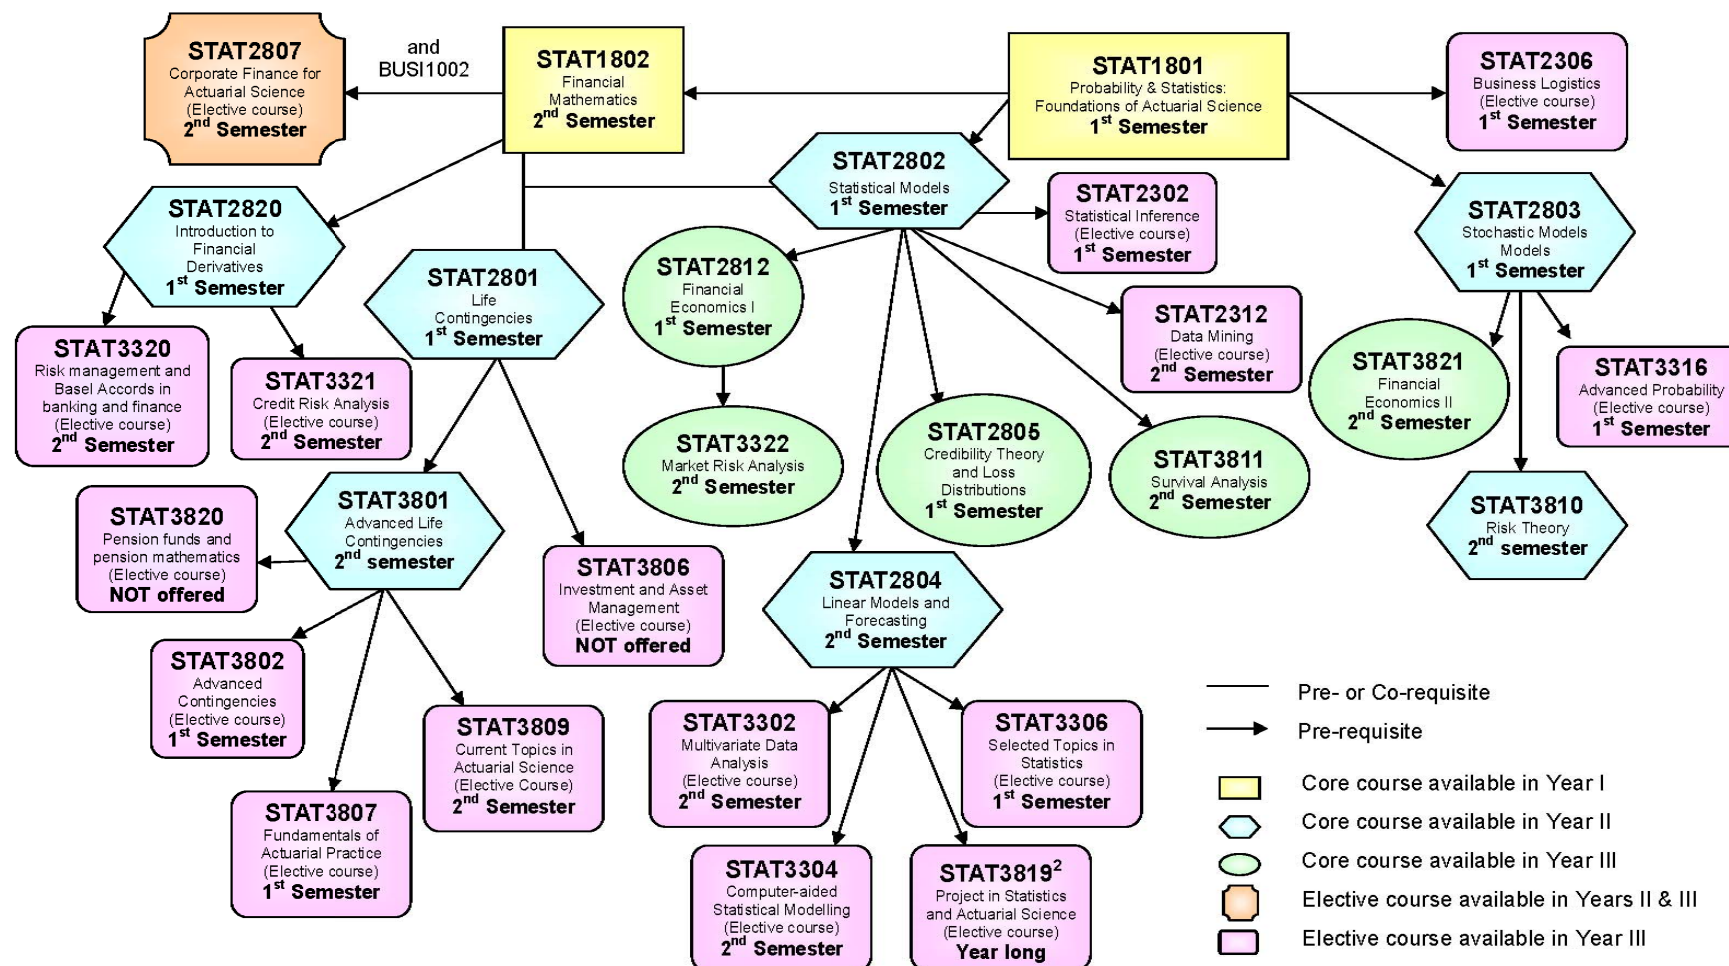 STAT2807
Corporate Finance for
Actuarial Science
(Elective course)
2nd Semester
and
BUSI1002
STAT1802
Financial
Mathematics
2nd Semester
STAT1801
Probability & Statistics:
Foundations of Actuarial Science
1st Semester
STAT2306
Business Logistics
(Elective course)
1st Semester
STAT2802
Statistical Models
1st Semester
STAT2302
Statistical Inference
(Elective course)
1st Semester
STAT2803
Stochastic Models
Models
1st Semester
STAT2820
Introduction to
Financial
Derivatives
1st Semester
STAT2801
Life
Contingencies
1st Semester
STAT2812
Financial
Economics I
1st Semester
STAT2312
Data Mining
(Elective course)
2nd Semester
STAT3320
Risk management and
Basel Accords in
banking and finance
(Elective course)
2nd Semester
STAT3321
Credit Risk Analysis
(Elective course)
2nd Semester
STAT3322
Market Risk Analysis
2nd Semester
STAT2805
Credibility Theory
and Loss
Distributions
1st Semester
STAT3811
Survival Analysis
2nd Semester
STAT3821
Financial
Economics II
2nd Semester
STAT3316
Advanced Probability
(Elective course)
1st Semester
STAT3820
Pension funds and
pension mathematics
(Elective course)
NOT offered
STAT3801
Advanced Life
Contingencies
2nd semester
STAT3806
Investment and Asset
Management
(Elective course)
NOT offered
STAT2804
Linear Models and
Forecasting
2nd Semester
STAT3810
Risk Theory
2nd semester
STAT3802
Advanced
Contingencies
(Elective course)
1st Semester
STAT3809
Current Topics in
Actuarial Science
(Elective Course)
2nd Semester
STAT3807
Fundamentals of
Actuarial Practice
(Elective course)
1st Semester
STAT3302
Multivariate Data
Analysis
(Elective course)
2nd Semester
STAT3306
Selected Topics in
Statistics
(Elective course)
1st Semester
STAT3304
Computer-aided
Statistical Modelling
(Elective course)
2nd Semester
STAT3819²
Project in Statistics
and Actuarial Science
(Elective course)
Year long
Pre- or Co-requisite
Pre-requisite
Core course available in Year I
Core course available in Year II
Core course available in Year III
Elective course available in Years II & III
Elective course available in Year III